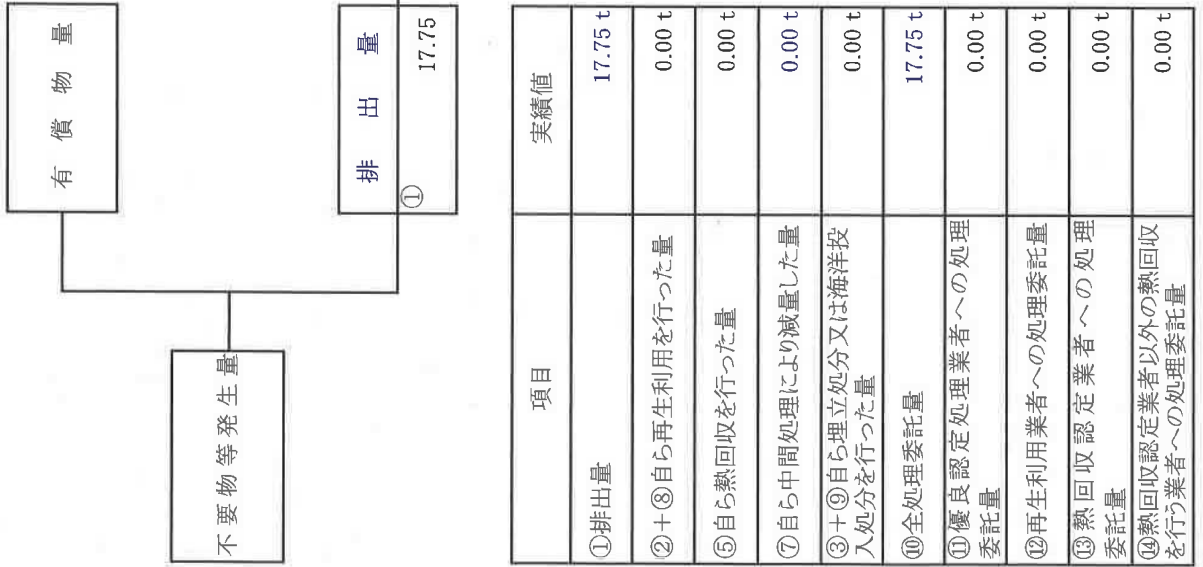 有償物量
不要物等発生量
排出量
① 17.75
項目 実績値
①排出量 17.75 t
②+⑧自ら再生利用を行った量 0.00 t
⑤自ら熱回収を行った量 0.00 t
⑦自ら中間処理により減量した量 0.00 t
③+⑨自ら埋立処分又は海洋投
入処分を行った量 0.00 t
⑩全処理委託量 17.75 t
⑪優良認定処理業者への処理
委託量 0.00 t
⑫再生利用業者への処理委託量 0.00 t
⑬熱回収認定業者への処理
委託量 0.00 t
⑭熱回収認定業者以外の熱回収
を行う業者への処理委託量 0.00 t